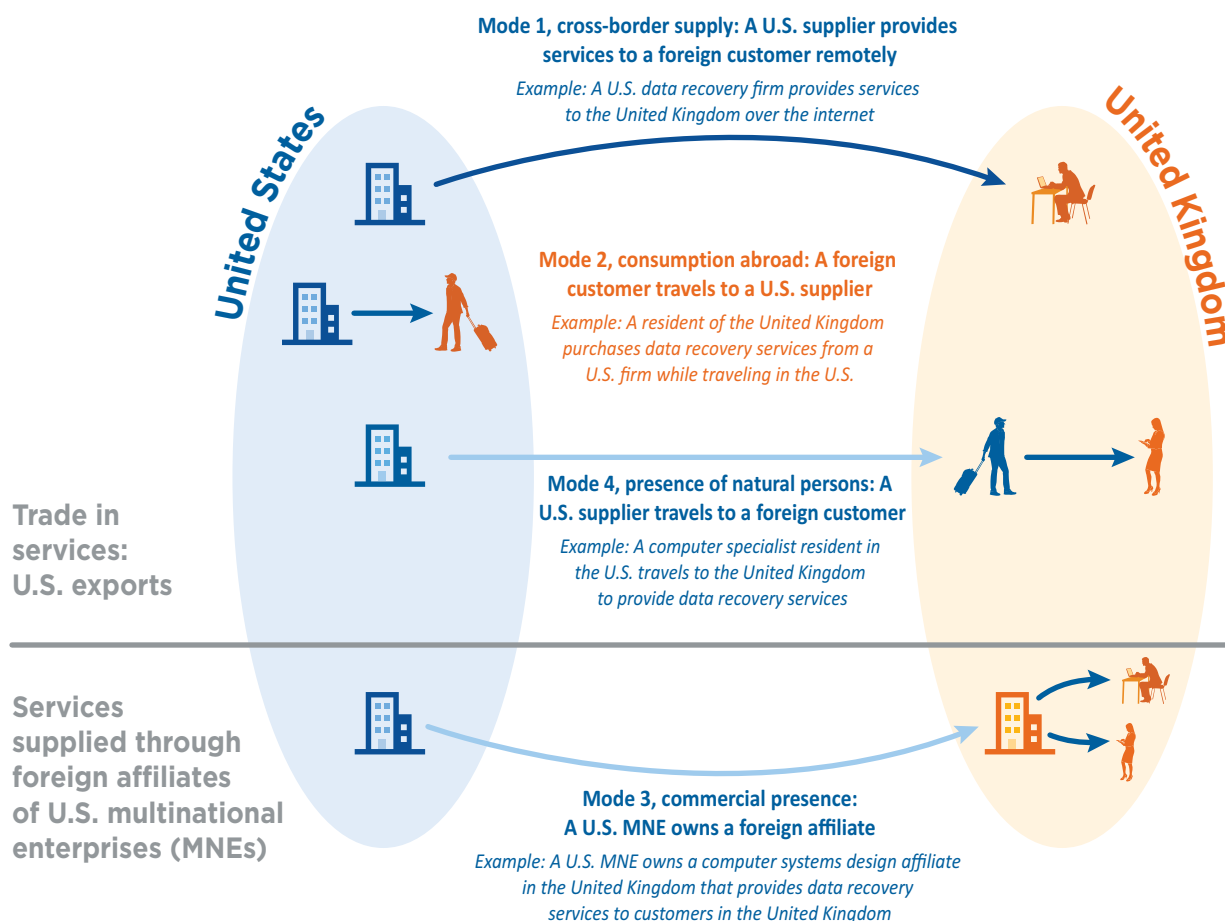 Mode 1, cross-border supply: A U.S. supplier provides
services to a foreign customer remotely
Example: A U.S. data recovery firm provides services
to the United Kingdom over the internet
United States
United Kingdom
Mode 2, consumption abroad: A foreign
customer travels to a U.S. supplier
Example: A resident of the United Kingdom
purchases data recovery services from a
U.S. firm while traveling in the U.S.
Mode 4, presence of natural persons: A
U.S. supplier travels to a foreign customer
Example: A computer specialist resident in
the U.S. travels to the United Kingdom
to provide data recovery services
Trade in
services:
U.S. exports
Services
supplied through
foreign affiliates
of U.S. multinational
enterprises (MNEs)
Mode 3, commercial presence:
A U.S. MNE owns a foreign affiliate
Example: A U.S. MNE owns a computer systems design affiliate
in the United Kingdom that provides data recovery
services to customers in the United Kingdom